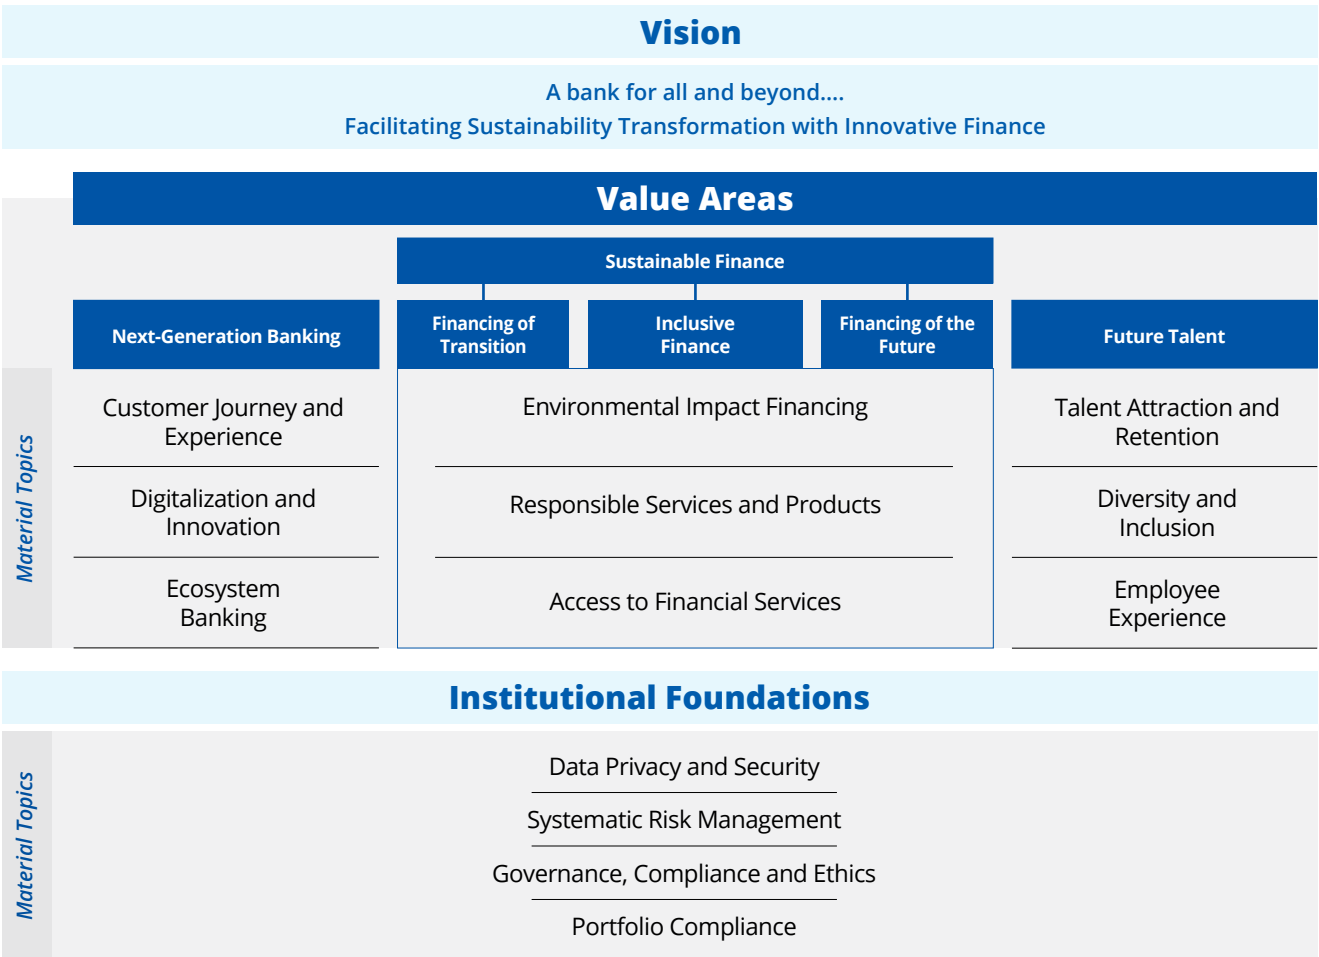 Vision
A bank for all and beyond....
Facilitating Sustainability Transformation with Innovative Finance
Value Areas
Sustainable Finance
Next-Generation Banking
Financing of
Transition
Inclusive
Finance
Financing of the
Future
Future Talent
Material Topics
Customer Journey and
Experience
Digitalization and
Innovation
Ecosystem
Banking
Environmental Impact Financing
Responsible Services and Products
Access to Financial Services
Talent Attraction and
Retention
Diversity and
Inclusion
Employee
Experience
Institutional Foundations
Material Topics
Data Privacy and Security
Systematic Risk Management
Governance, Compliance and Ethics
Portfolio Compliance